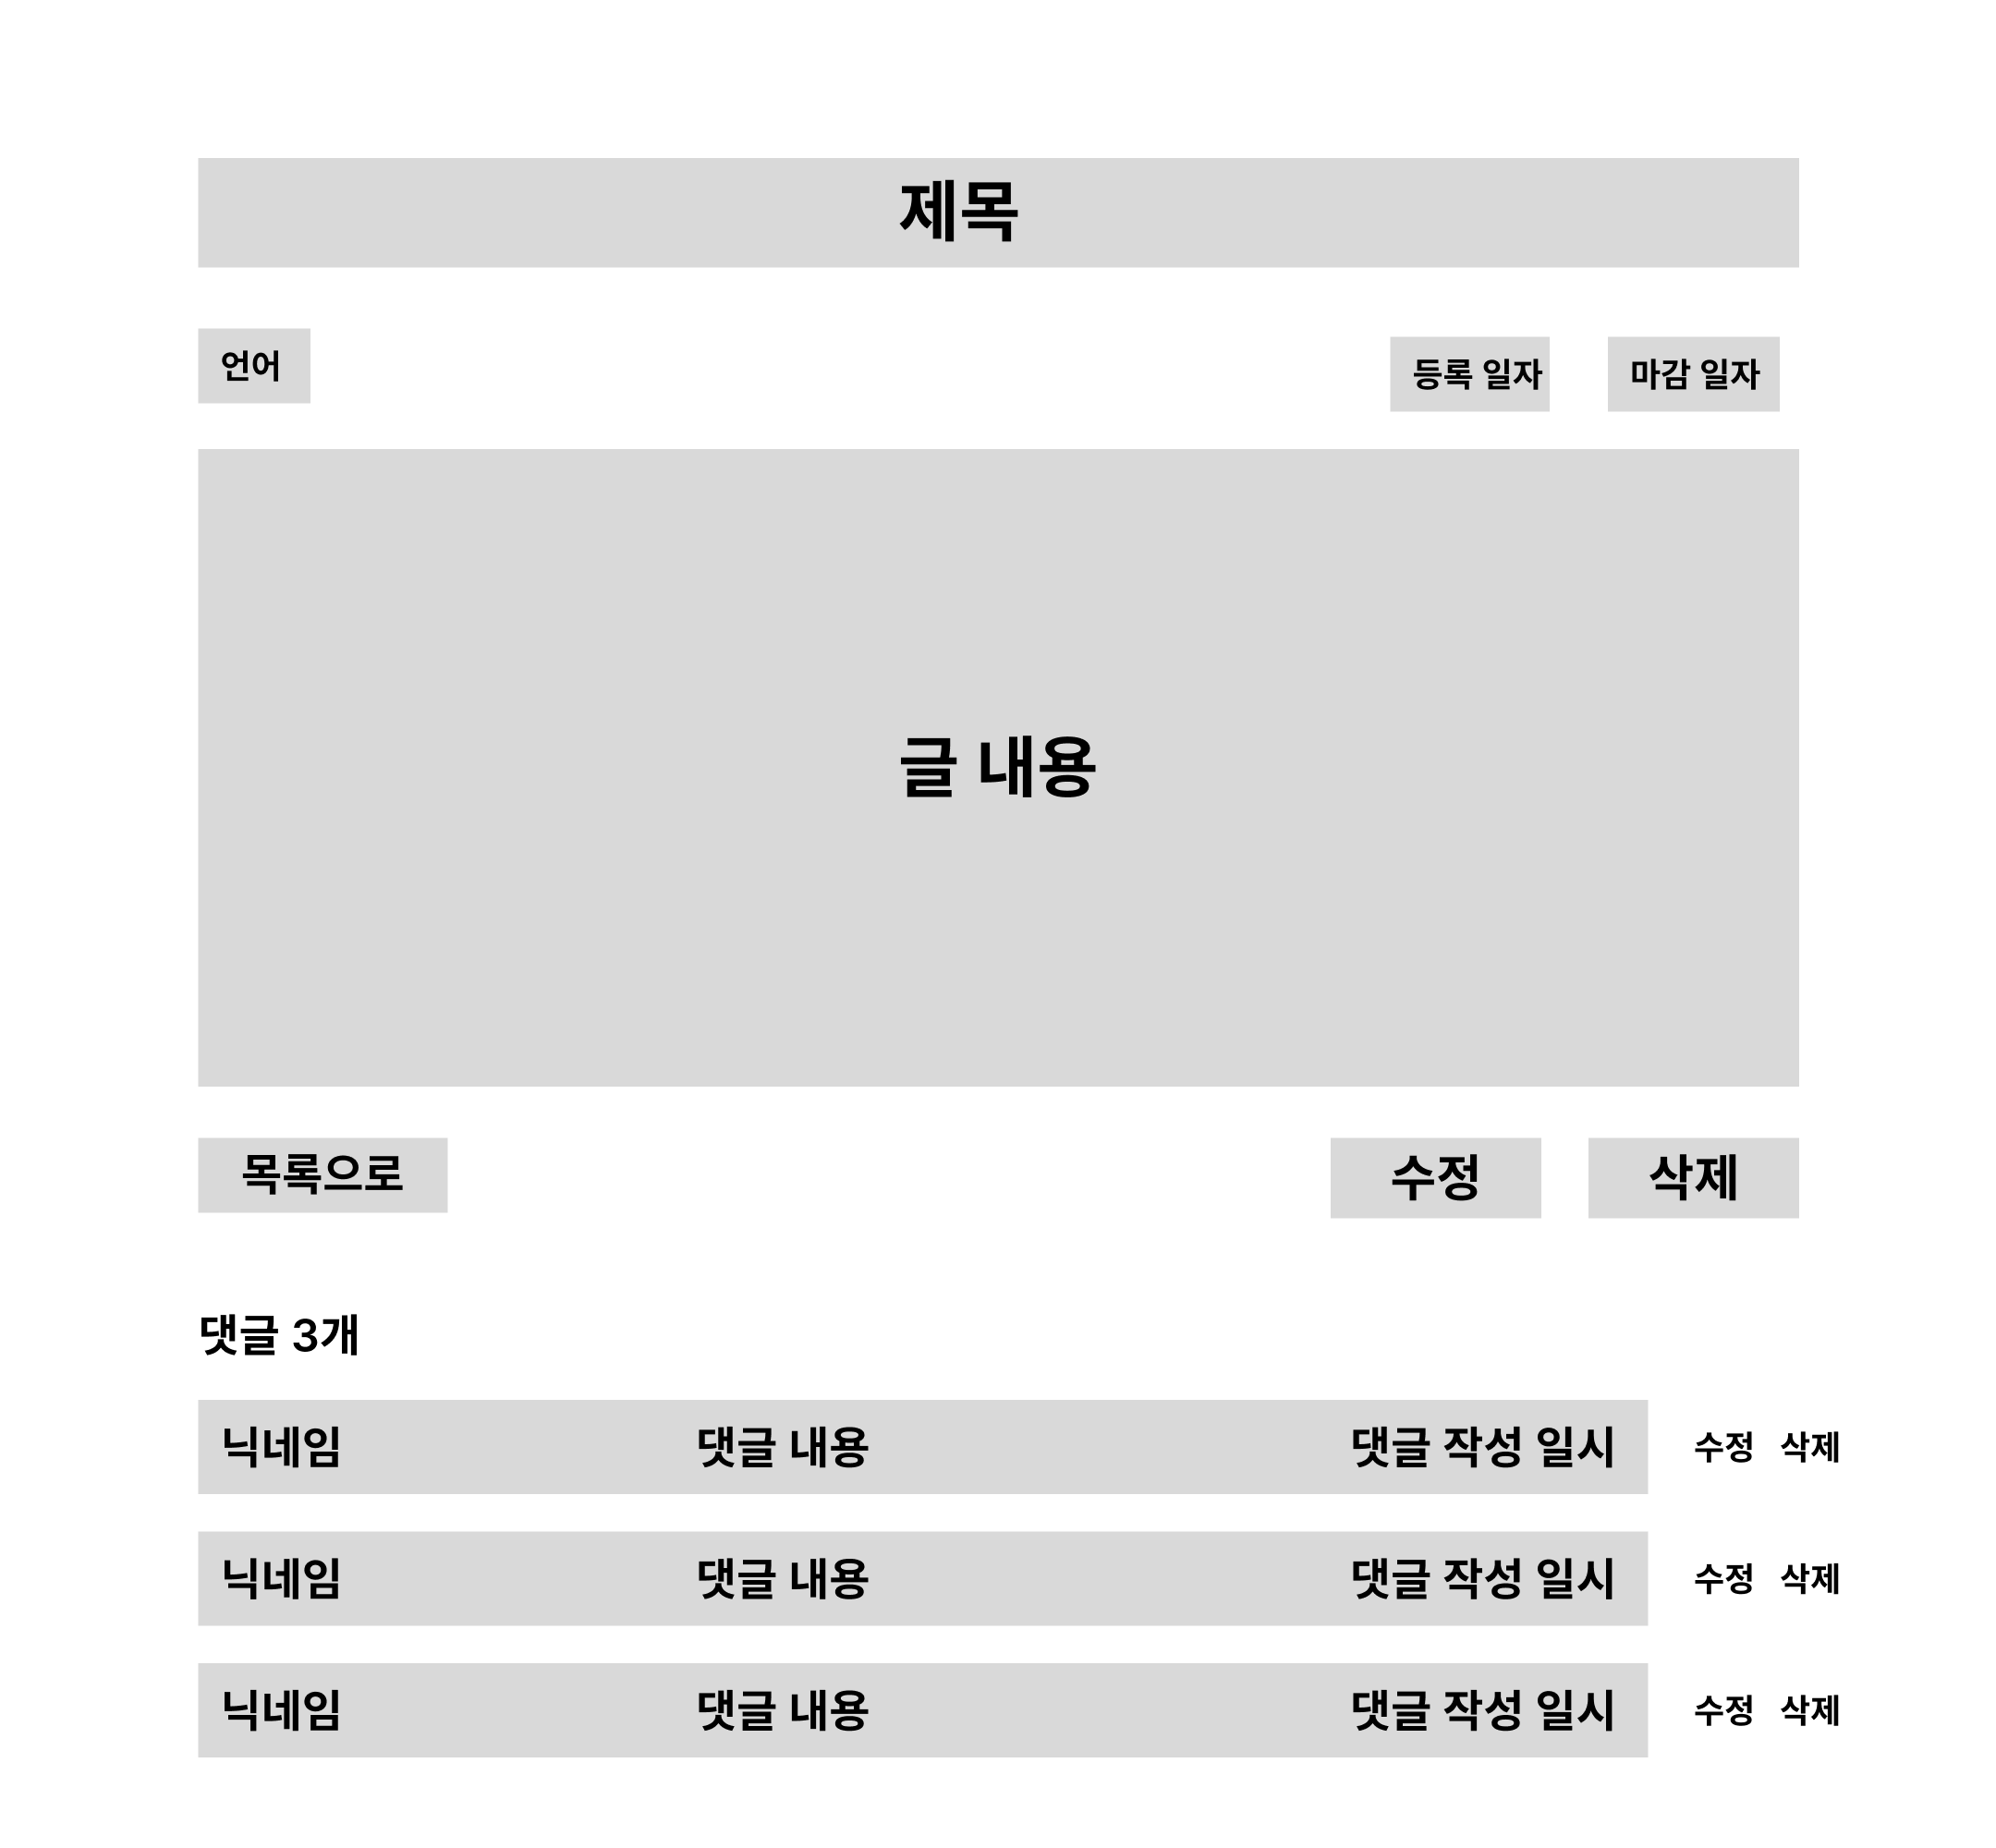 제목
언어 등록 일자 마감 일자
글 내용
목록으로 수정 삭제
댓글 3개
닉네임 댓글 내용 댓글 작성 일시 수정 삭제
닉네임 댓글 내용 댓글 작성 일시 수정 삭제
닉네임 댓글 내용 댓글 작성 일시 수정 삭제